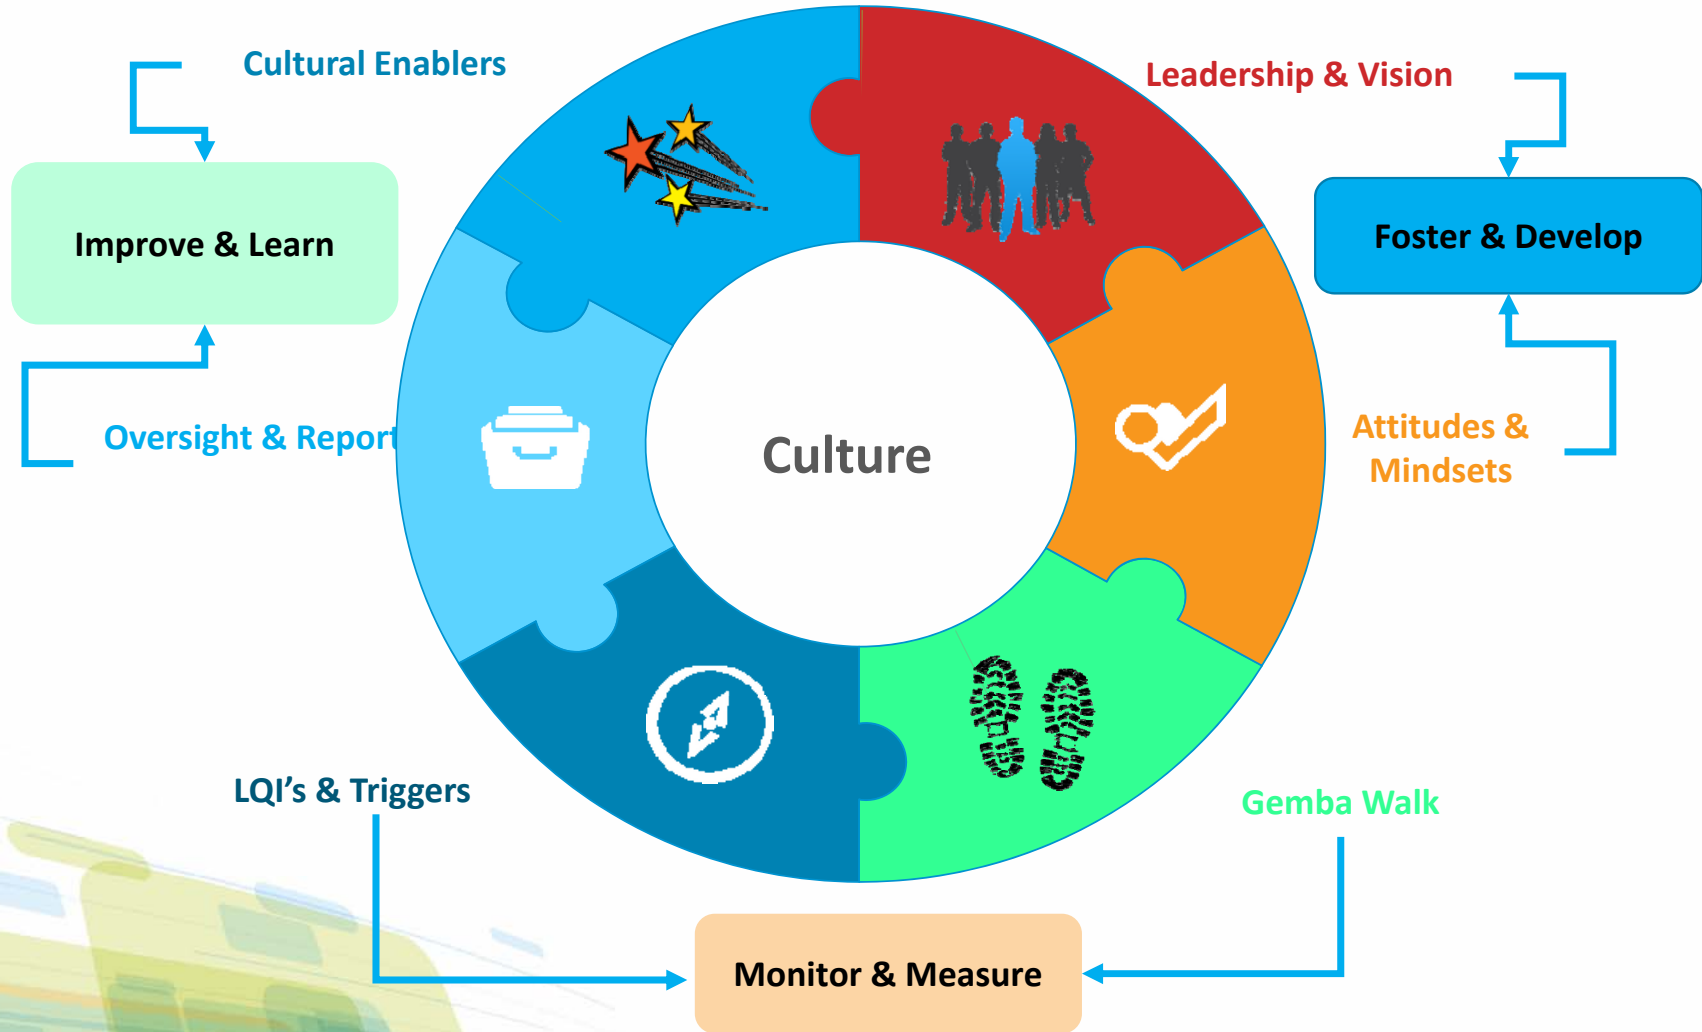 Cultural Enablers
Leadership & Vision
Improve & Learn
Foster & Develop
Oversight & Report
Culture
Attitudes &
Mindsets
LQI’s & Triggers
Gemba Walk
Monitor & Measure